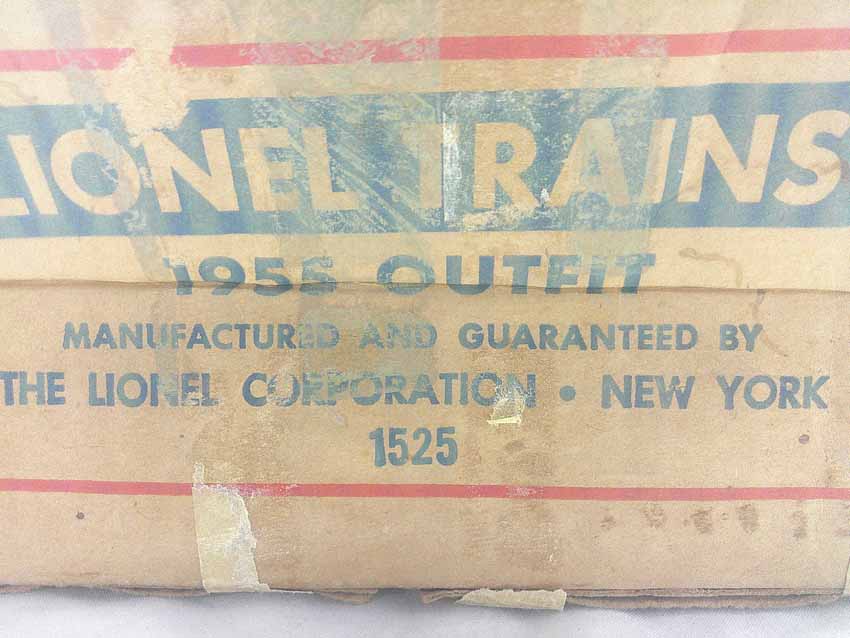 LIONEL TRAINS
1955 OUTFIT
MANUFACTURED AND GUARANTEED BY
THE LIONEL CORPORATION • NEW YORK
1525